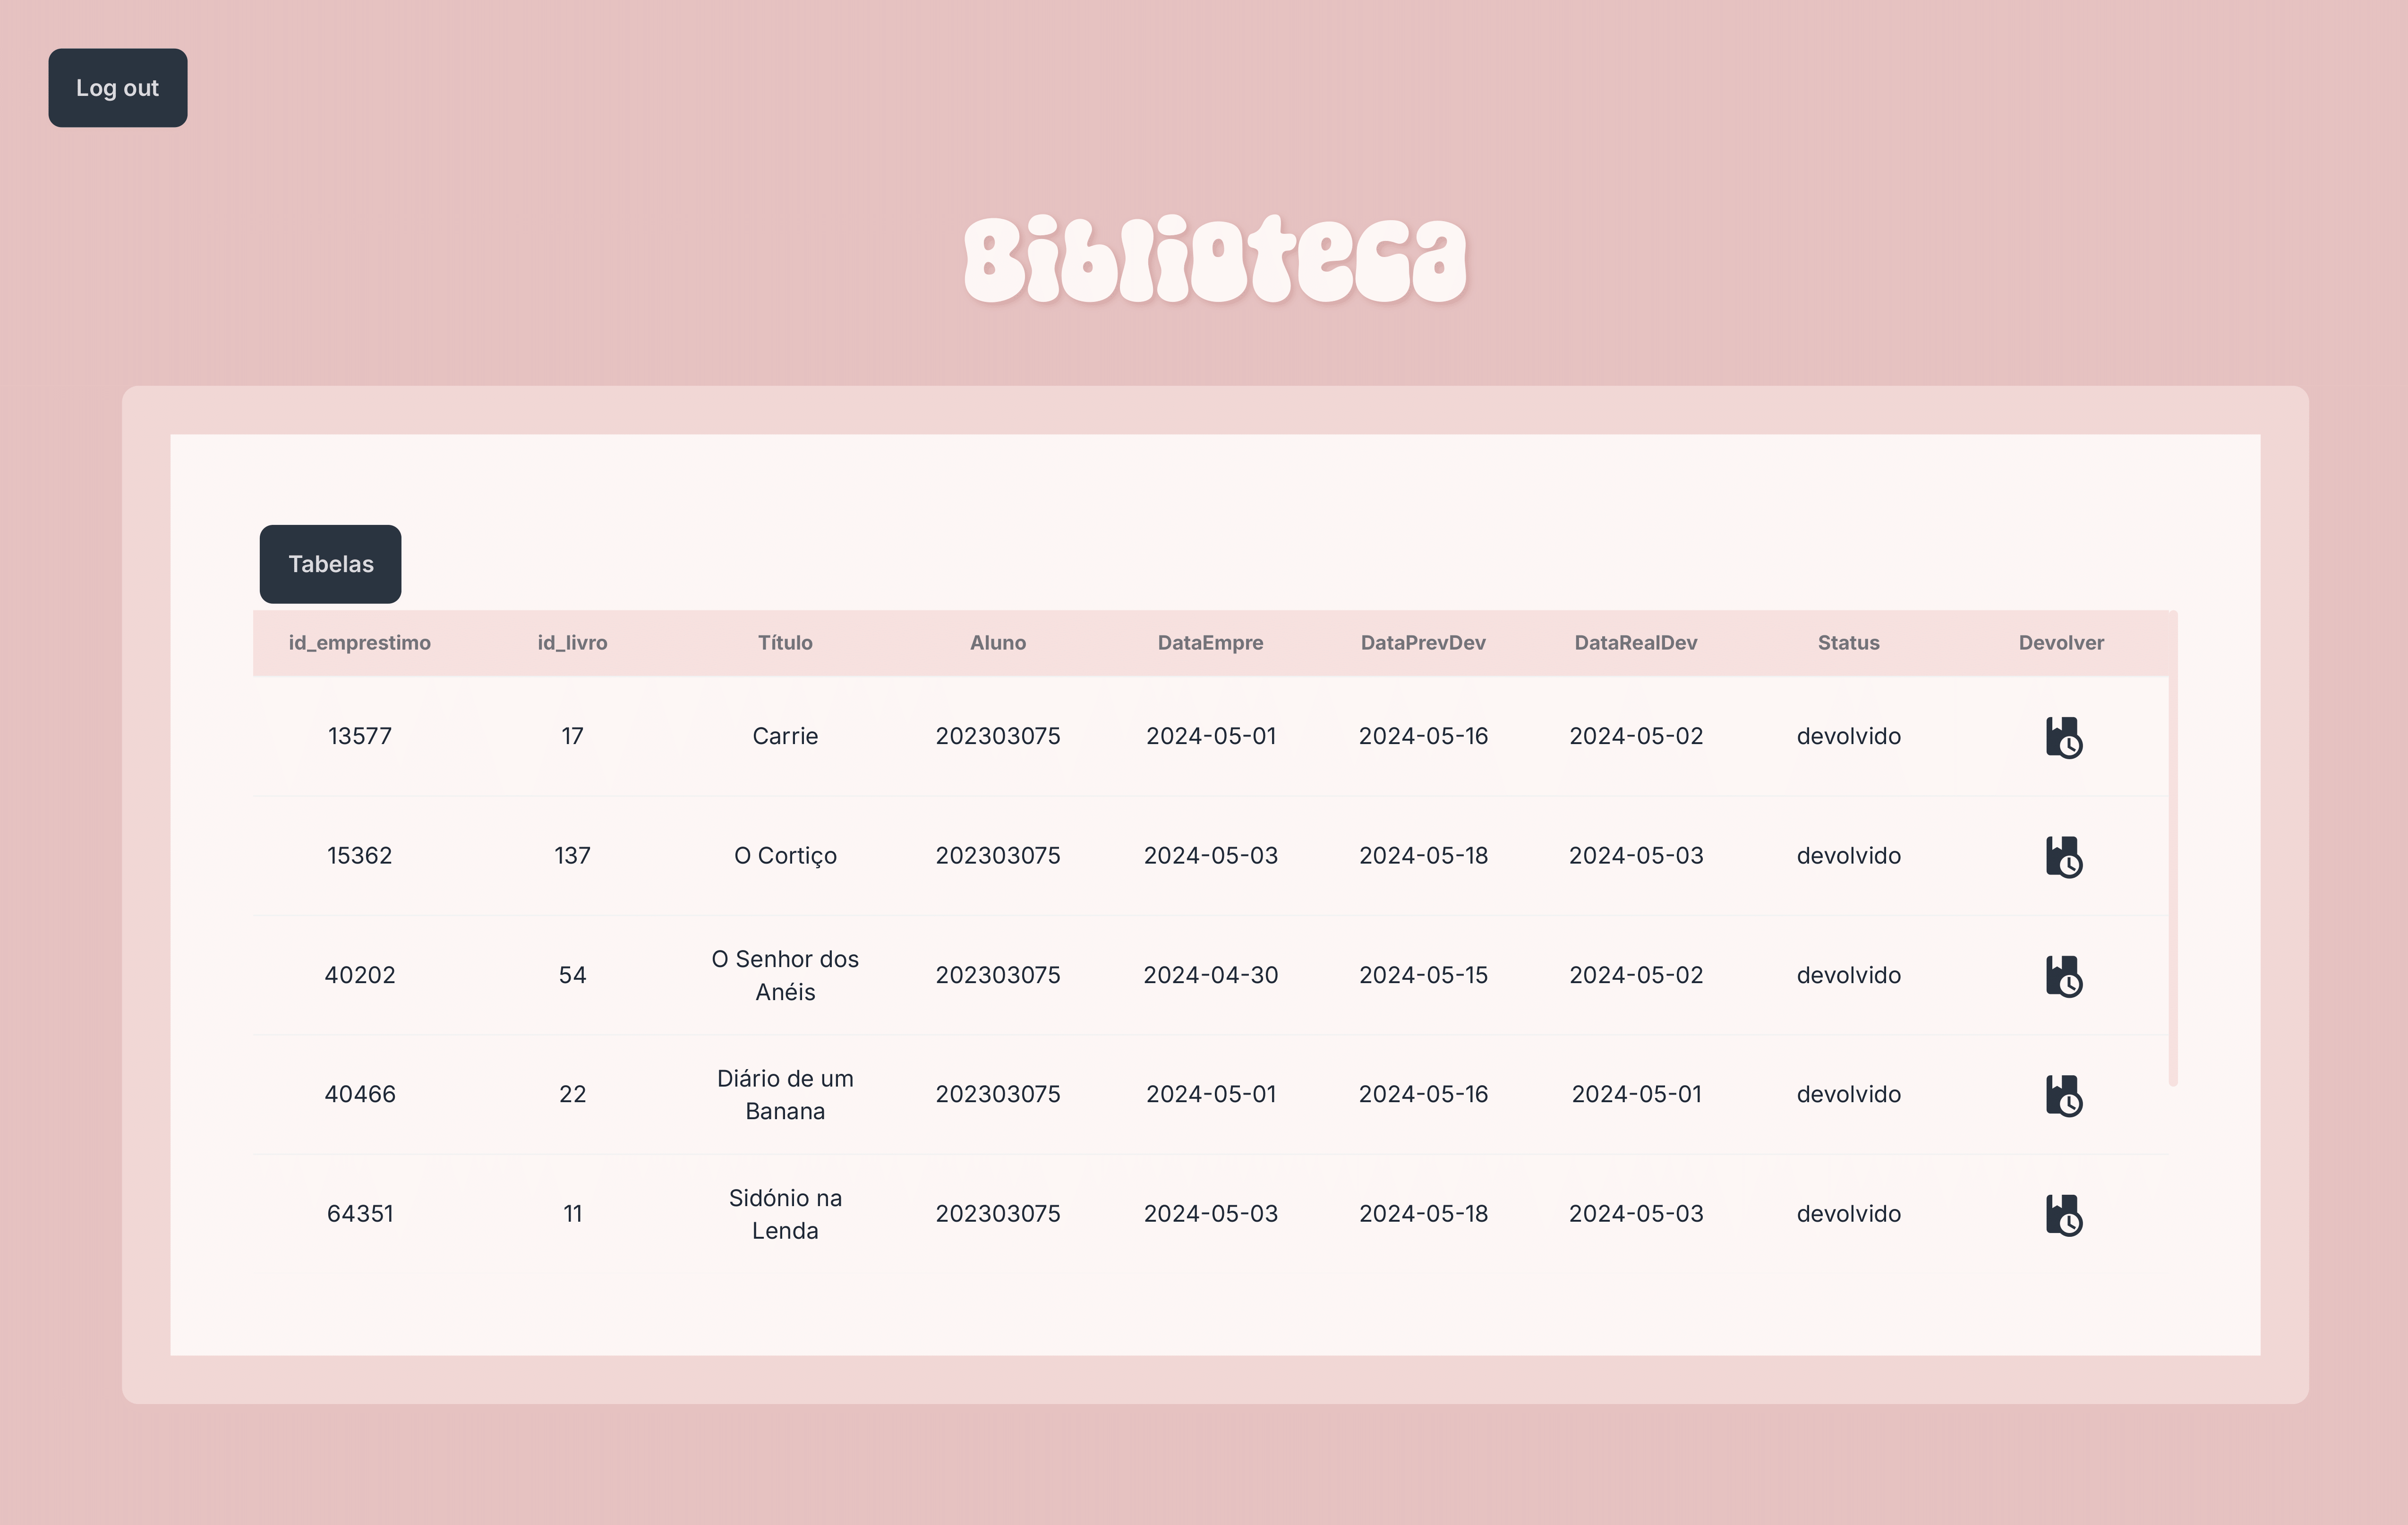 Log out
Biblioteca
Tabelas
id_emprestimo id_livro Título Aluno DataEmpre DataPrevDev DataRealDev Status Devolver
13577 17 Carrie 202303075 2024-05-01 2024-05-16 2024-05-02 devolvido
15362 137 O Cortiço 202303075 2024-05-03 2024-05-18 2024-05-03 devolvido
40202 54 O Senhor dos Anéis 202303075 2024-04-30 2024-05-15 2024-05-02 devolvido
40466 22 Diário de um Banana 202303075 2024-05-01 2024-05-16 2024-05-01 devolvido
64351 11 Sidónio na Lenda 202303075 2024-05-03 2024-05-18 2024-05-03 devolvido